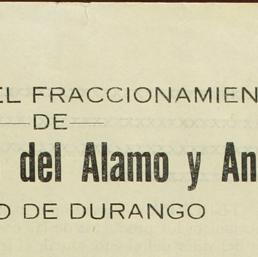 EL FRACCIONAMIEN
DE
del Alamo y An
O DE DURANGO